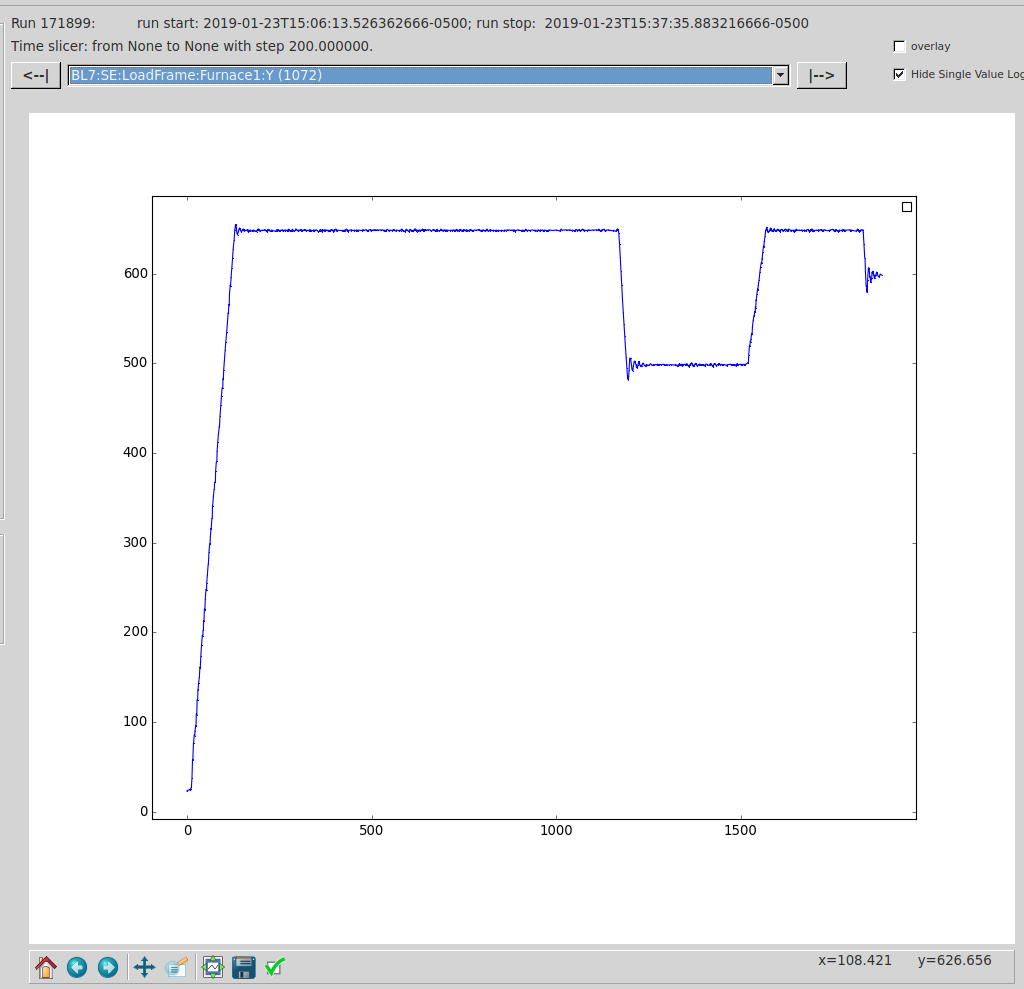 Run 171899: run start: 2019-01-23T15:06:13.526362666-0500; run stop: 2019-01-23T15:37:35.883216666-0500
Time slicer: from None to None with step 200.000000.
overlay
<--|
BL7:SE:LoadFrame:Furnace1:Y (1072)
|-->
Hide Single Value Log
600
500
400
300
200
100
0
0 500 1000 1500
x=108.421 y=626.656